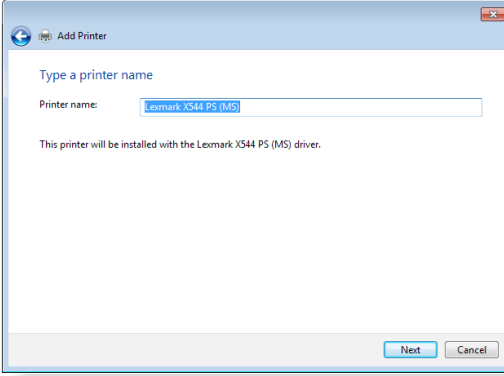 Add Printer
Type a printer name
Printer name: Lexmark X544 PS (MS)
This printer will be installed with the Lexmark X544 PS (MS) driver.
Next Cancel